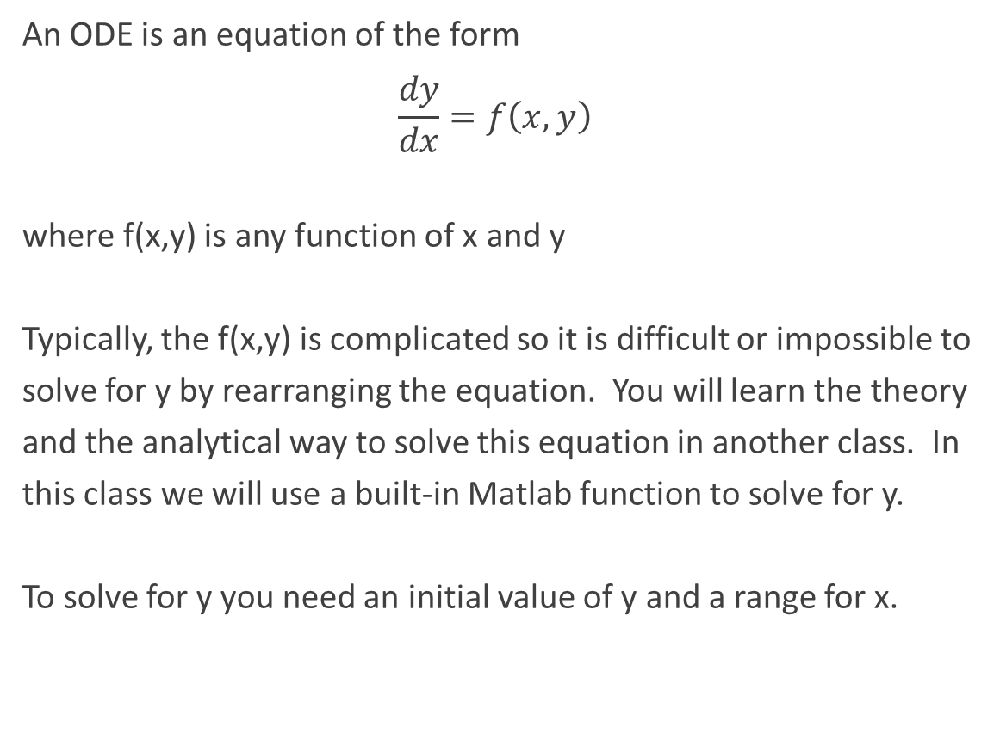 An ODE is an equation of the form
dy/dx = f(x, y)
where f(x,y) is any function of x and y
Typically, the f(x,y) is complicated so it is difficult or impossible to
solve for y by rearranging the equation.  You will learn the theory
and the analytical way to solve this equation in another class.  In
this class we will use a built-in Matlab function to solve for y.
To solve for y you need an initial value of y and a range for x.